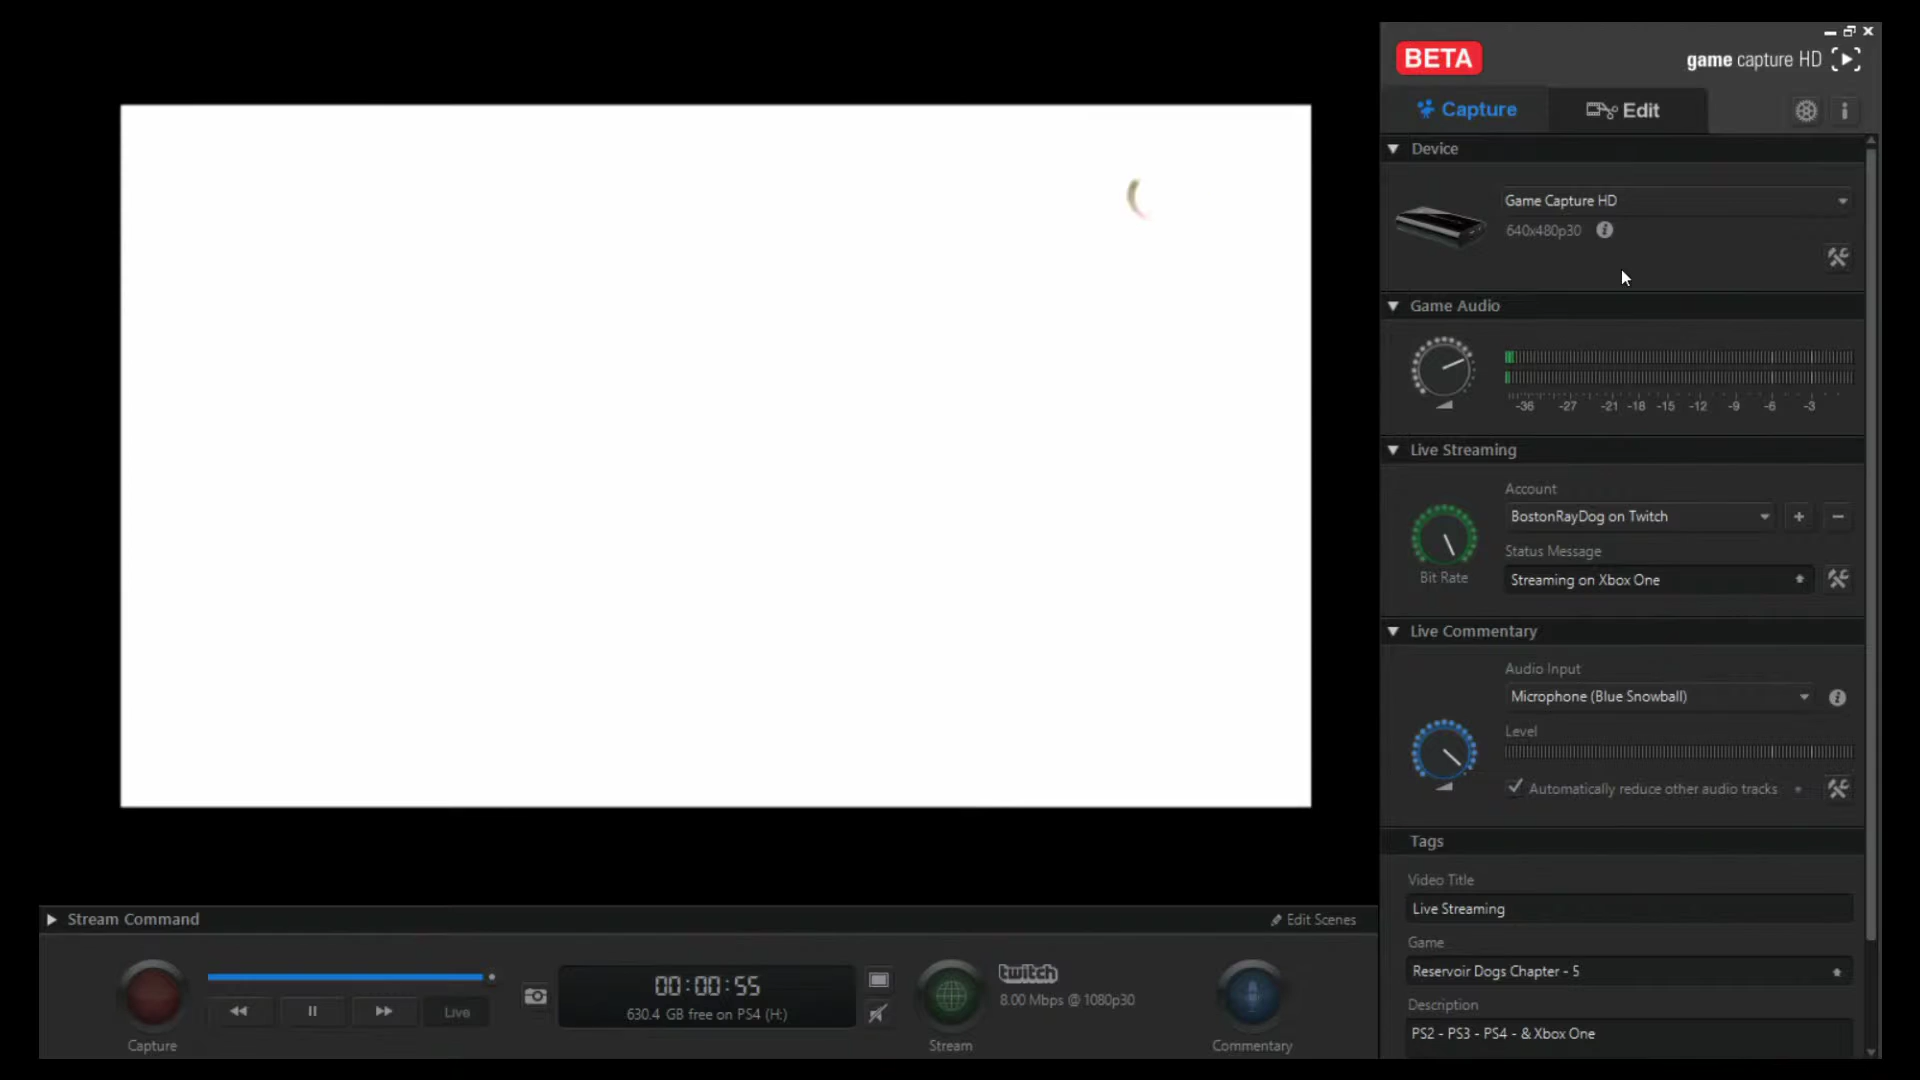 BETA
game capture HD
Capture
Edit
Device
Game Capture HD
640x480p30
Game Audio
-36 -27 -21 -18 -15 -12 -9 -6 -3
Live Streaming
Account
BostonRayDog on Twitch
Status Message
Bit Rate
Streaming on Xbox One
Live Commentary
Audio Input
Microphone (Blue Snowball)
Level
Automatically reduce other audio tracks
Tags
Video Title
Live Streaming
Game
Reservoir Dogs Chapter - 5
Description
PS2 - PS3 - PS4 - & Xbox One
Stream Command
Edit Scenes
00:00:55
630.4 GB free on PS4 (H:)
Live
twitch
8.00 Mbps @ 1080p30
Capture
Stream
Commentary